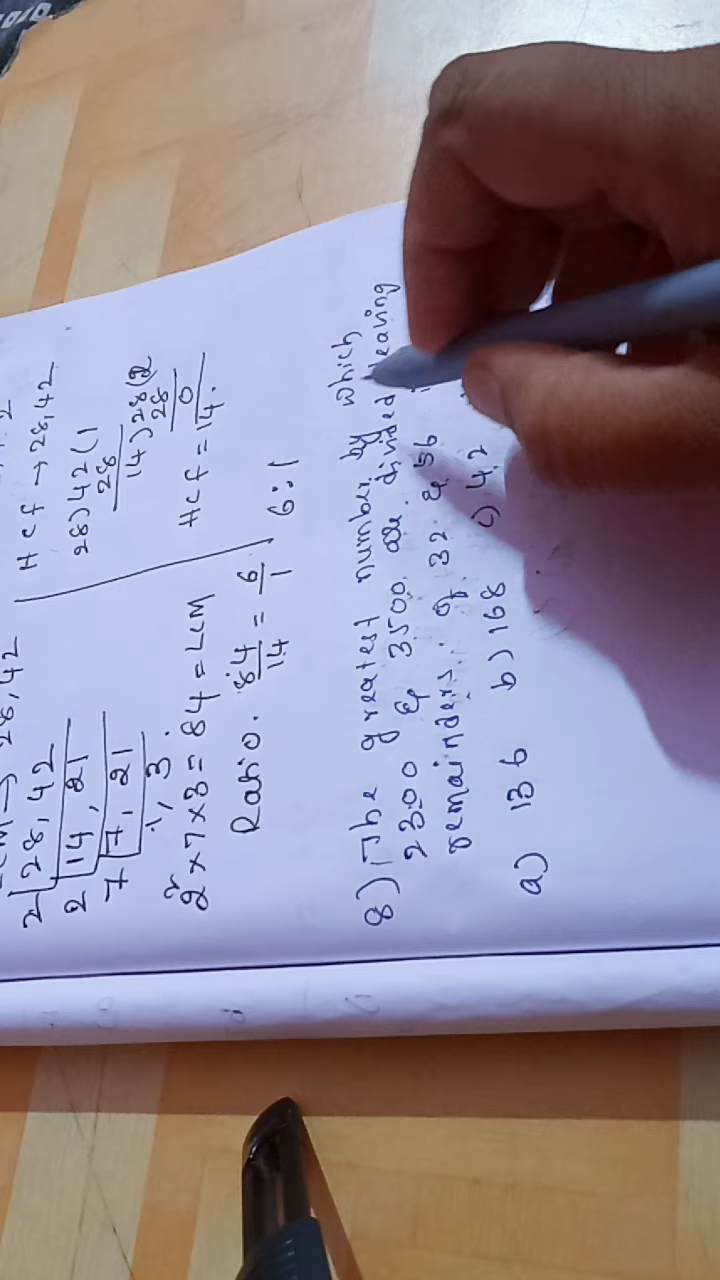 2 | 28, 42
2 | 14, 21
7 | 7, 21
1, 3.
2² × 7 × 3 = 84 = LCM
Ratio. 84/14 = 6/1 6:1
HCF → 28, 42
28 ) 42 ( 1
28
14 ) 28 ( 2
28
0
HCF = 14.
8) The greatest number by which
2300 & 3500 are divided leaving
remainders of 32 & 56
a) 136 b) 168 c) 42